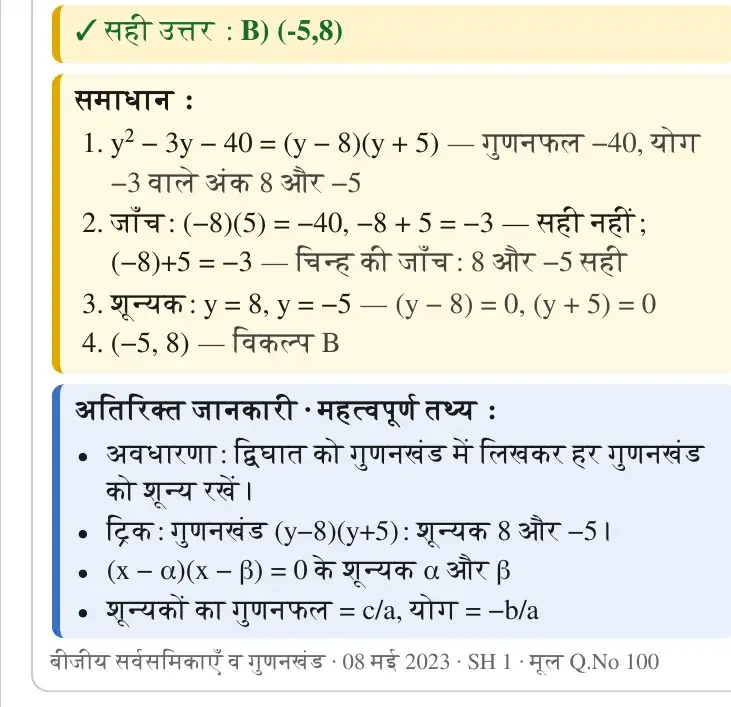 ✓ सही उत्तर : B) (-5,8)
समाधान :
1. y² – 3y – 40 = (y – 8)(y + 5) — गुणनफल –40, योग
–3 वाले अंक 8 और –5
2. जाँच : (–8)(5) = –40, –8 + 5 = –3 — सही नहीं ;
(–8)+5 = –3 — चिन्ह की जाँच : 8 और –5 सही
3. शून्यक : y = 8, y = –5 — (y – 8) = 0, (y + 5) = 0
4. (–5, 8) — विकल्प B
अतिरिक्त जानकारी · महत्वपूर्ण तथ्य :
• अवधारणा : द्विघात को गुणनखंड में लिखकर हर गुणनखंड
को शून्य रखें ।
• ट्रिक : गुणनखंड (y–8)(y+5) : शून्यक 8 और –5 ।
• (x – α)(x – β) = 0 के शून्यक α और β
• शून्यकों का गुणनफल = c/a, योग = –b/a
बीजीय सर्वसमिकाएँ व गुणनखंड · 08 मई 2023 · SH 1 · मूल Q.No 100